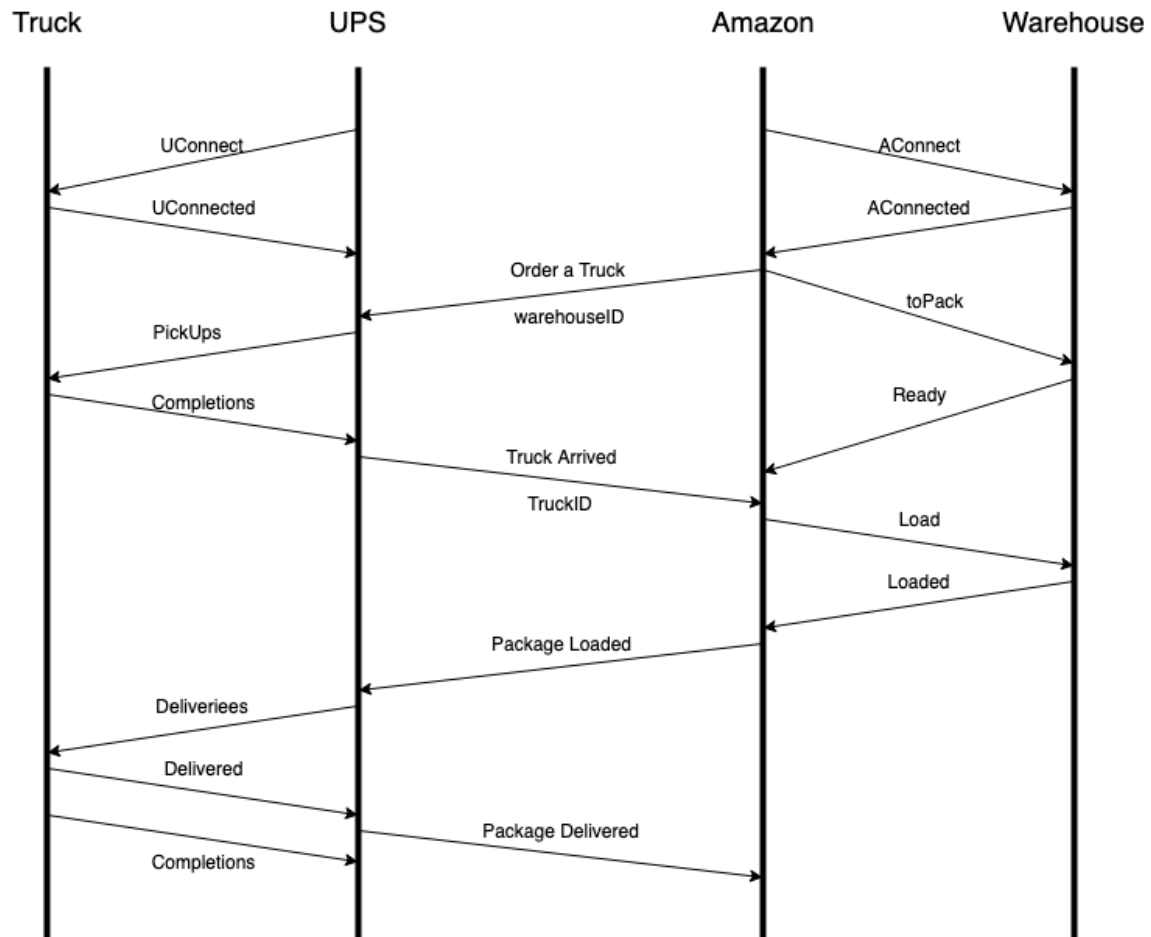 Truck
UPS
Amazon
Warehouse
UConnect
AConnect
UConnected
AConnected
Order a Truck
warehouseID
toPack
PickUps
Ready
Completions
Truck Arrived
TruckID
Load
Loaded
Package Loaded
Deliveriees
Delivered
Package Delivered
Completions